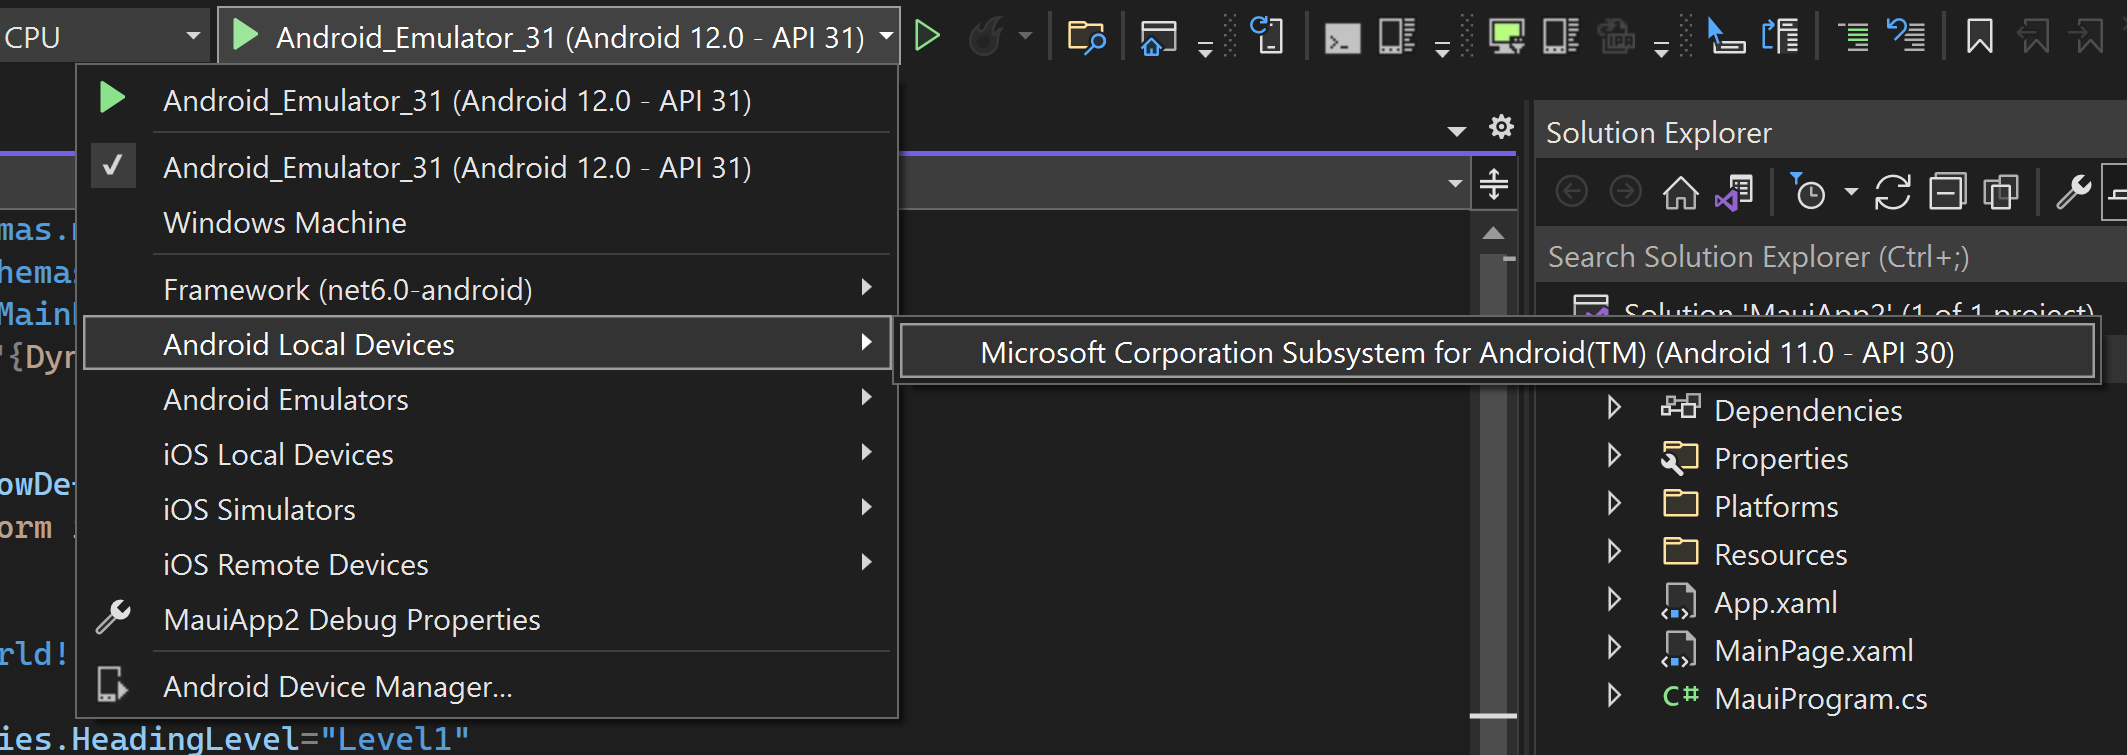 CPU
Android_Emulator_31 (Android 12.0 - API 31)
Android_Emulator_31 (Android 12.0 - API 31)
Android_Emulator_31 (Android 12.0 - API 31)
Windows Machine
Framework (net6.0-android)
Android Local Devices
Microsoft Corporation Subsystem for Android(TM) (Android 11.0 - API 30)
Android Emulators
iOS Local Devices
iOS Simulators
iOS Remote Devices
MauiApp2 Debug Properties
Android Device Manager...
mas.
hemas
Main
"{Dyn
owDe
orm
rld!
ies.HeadingLevel="Level1"
Solution Explorer
Search Solution Explorer (Ctrl+;)
Solution 'MauiApp2' (1 of 1 project)
Dependencies
Properties
Platforms
Resources
App.xaml
MainPage.xaml
C# MauiProgram.cs